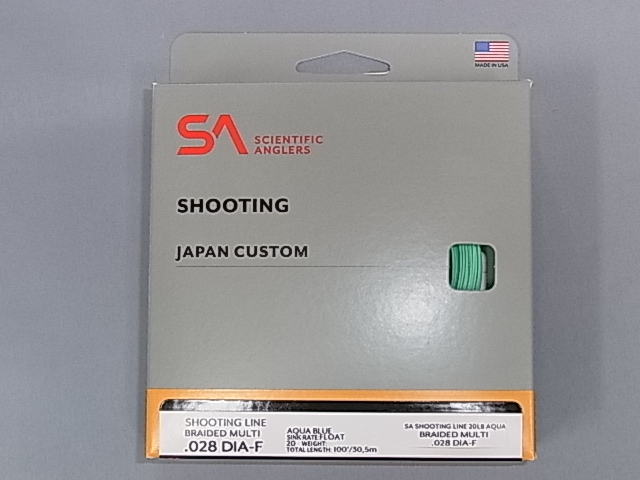 MADE IN USA
SA
SCIENTIFIC
ANGLERS
SHOOTING
JAPAN CUSTOM
SHOOTING LINE
BRAIDED MULTI
.028 DIA-F
AQUA BLUE
SINK RATE: FLOAT
20 WEIGHT:
TOTAL LENGTH: 100'/30,5m
SA SHOOTING LINE 20LB AQUA
BRAIDED MULTI
.028 DIA-F